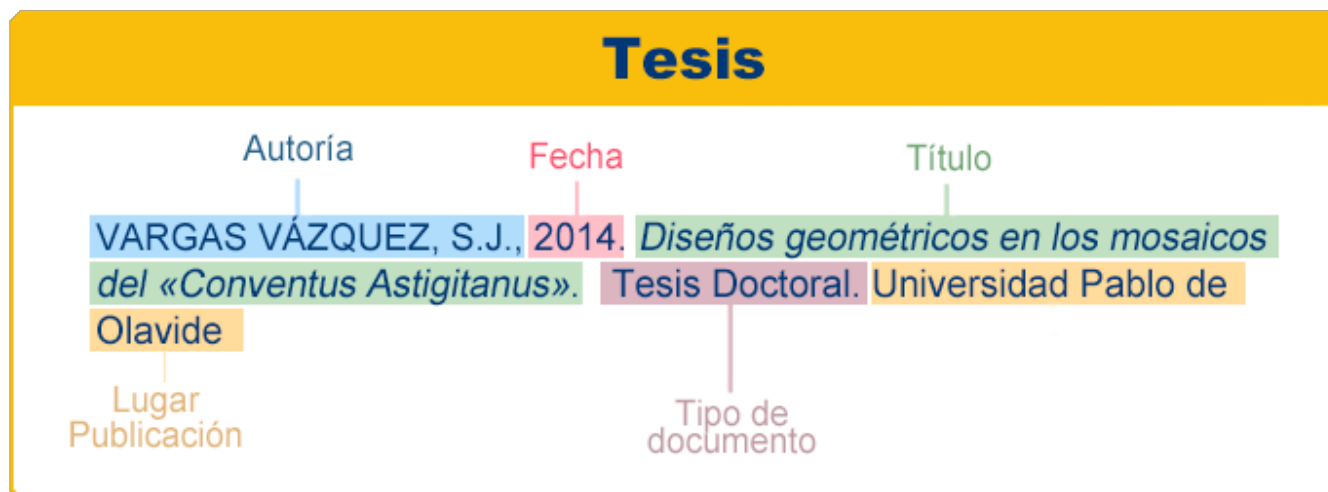 Tesis
Autoría
Fecha
Título
VARGAS VÁZQUEZ, S.J., 2014. Diseños geométricos en los mosaicos
del «Conventus Astigitanus». Tesis Doctoral. Universidad Pablo de
Olavide
Lugar
Publicación
Tipo de
documento